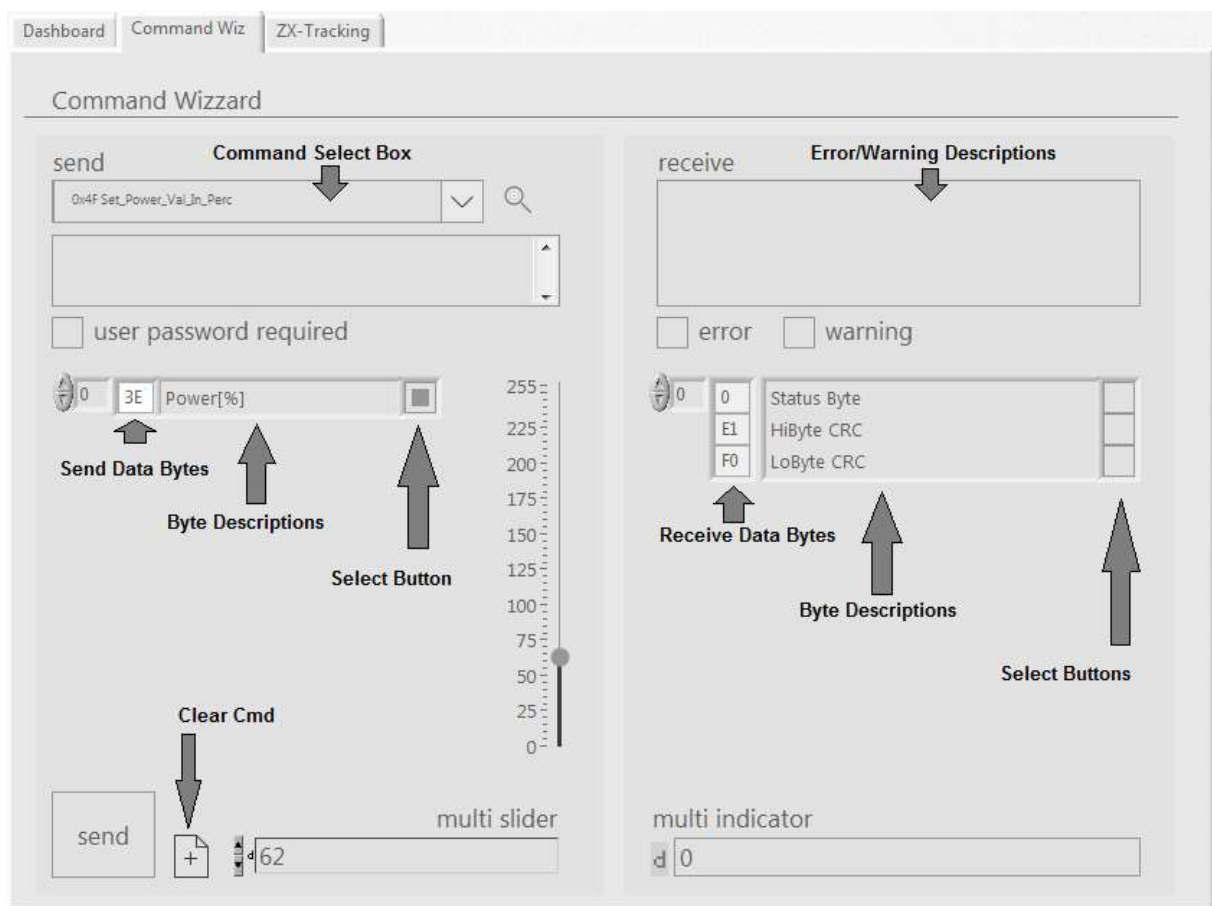 Dashboard Command Wiz ZX-Tracking
Command Wizzard
send
Command Select Box
0x4F Set_Power_Val_In_Perc
user password required
0 3E Power[%]
Send Data Bytes
Byte Descriptions
Select Button
255
225
200
175
150
125
100
75
50
25
0
Clear Cmd
send
+
multi slider
d 62
receive
Error/Warning Descriptions
error warning
0 0 Status Byte
E1 HiByte CRC
F0 LoByte CRC
Receive Data Bytes
Byte Descriptions
Select Buttons
multi indicator
d 0